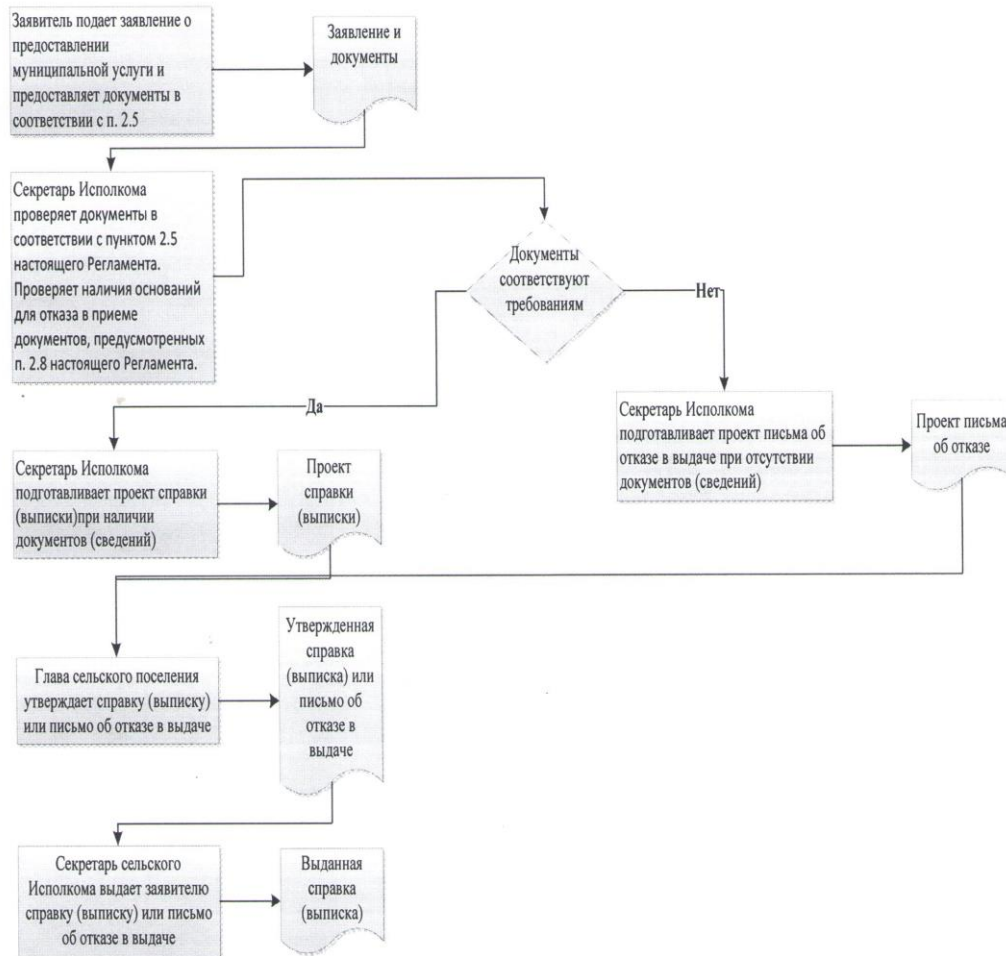 Заявитель подает заявление о
предоставлении
муниципальной услуги и
предоставляет документы в
соответствии с п. 2.5
Заявление и
документы
Секретарь Исполкома
проверяет документы в
соответствии с пунктом 2.5
настоящего Регламента.
Проверяет наличия оснований
для отказа в приеме
документов, предусмотренных
п. 2.8 настоящего Регламента.
Документы
соответствуют
требованиям
Нет
Да
Секретарь Исполкома
подготавливает проект письма об
отказе в выдаче при отсутствии
документов (сведений)
Проект письма
об отказе
Секретарь Исполкома
подготавливает проект справки
(выписки)при наличии
документов (сведений)
Проект
справки
(выписки)
Глава сельского поселения
утверждает справку (выписку)
или письмо об отказе в выдаче
Утвержденная
справка
(выписка) или
письмо об
отказе в
выдаче
Секретарь сельского
Исполкома выдает заявителю
справку (выписку) или письмо
об отказе в выдаче
Выданная
справка
(выписка)